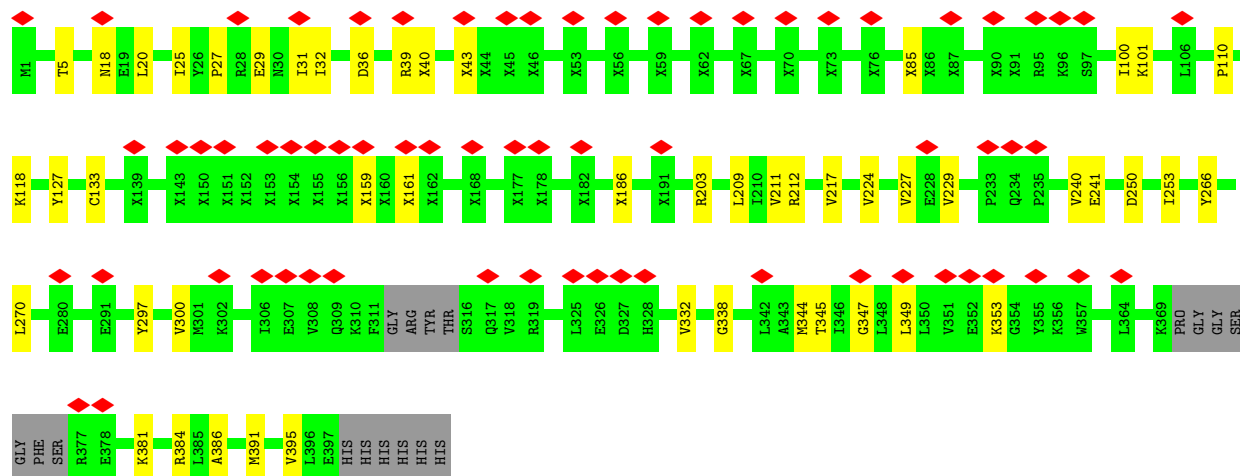 M1 T5 N18 E19 L20 I25 Y26 P27 R28 E29 N30 I31 I32 D36 R39 X40 X43 X44 X45 X46 X53 X56 X59 X62 X67 X70 X73 X76 X85 X86 X87 X90 X91 R95 K96 S97 I100 K101 L106 P110
K118 Y127 C133 X139 X143 X150 X151 X152 X153 X154 X155 X156 X159 X160 X161 X162 X168 X177 X178 X182 X186 X191 R203 L209 I210 V211 R212 V217 V224 V227 E228 V229 P233 Q234 P235 V240 E241 D250 I253 Y266
L270 E280 E291 Y297 V300 M301 K302 I306 E307 V308 Q309 K310 F311 GLY ARG TYR THR S316 Q317 V318 R319 L325 E326 D327 H328 V332 G338 L342 A343 M344 T345 I346 G347 L348 L349 L350 V351 E352 K353 G354 Y355 K356 W357 L364 K369 PRO GLY GLY SER
GLY PHE SER R377 E378 K381 R384 L385 A386 M391 V395 L396 E397 HIS HIS HIS HIS HIS HIS